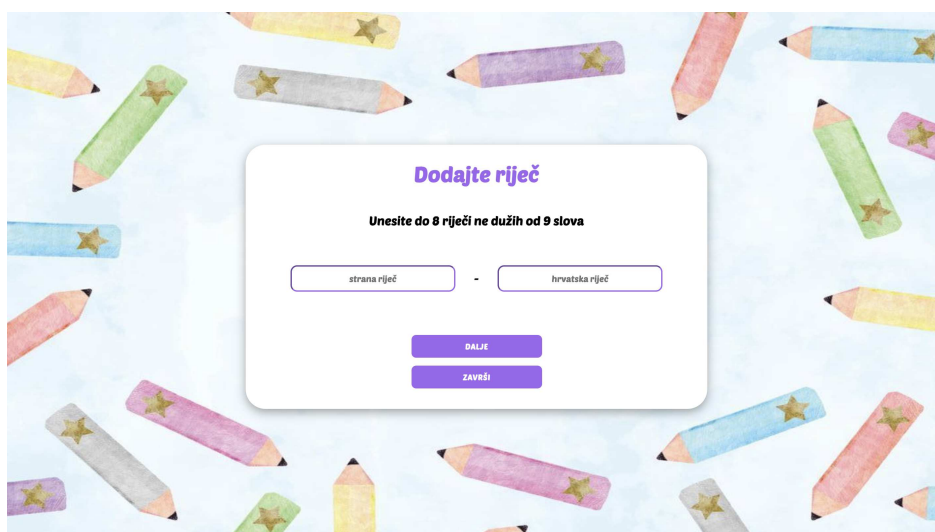 Dodajte riječ
Unesite do 8 riječi ne dužih od 9 slova
strana riječ - hrvatska riječ
DALJE
ZAVRŠI